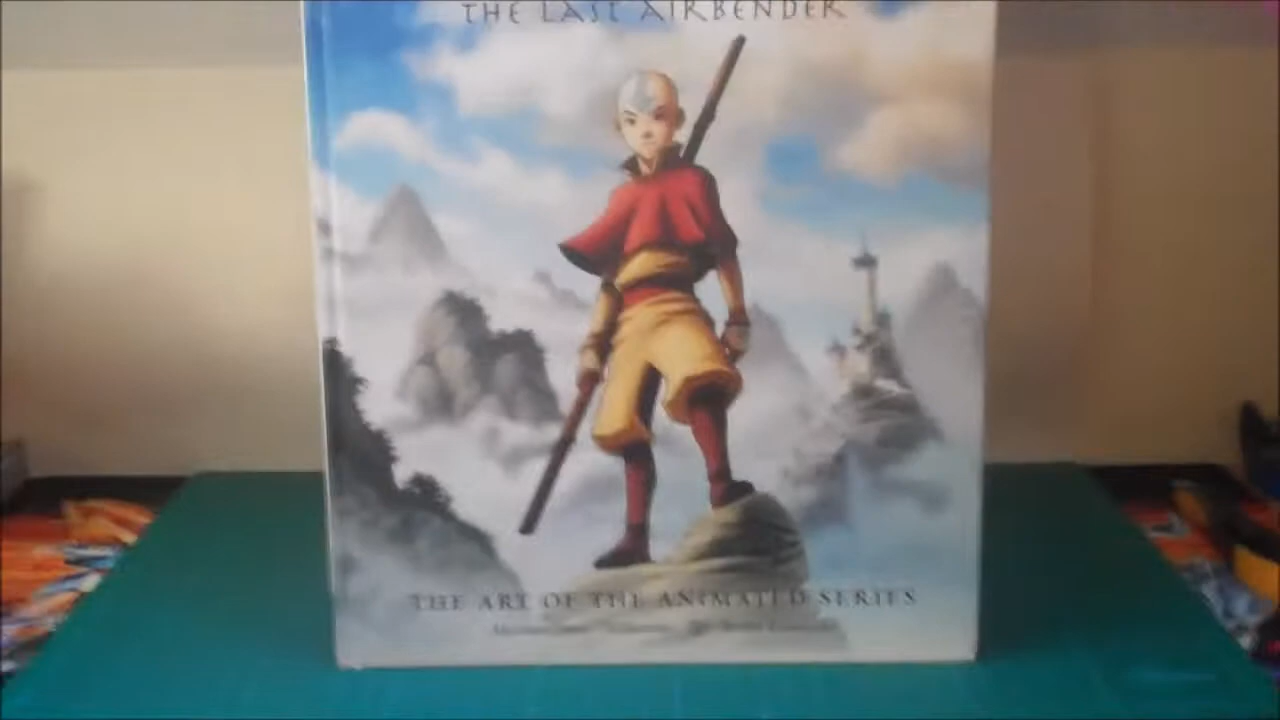 THE LAST AIRBENDER
THE ART OF THE ANIMATED SERIES